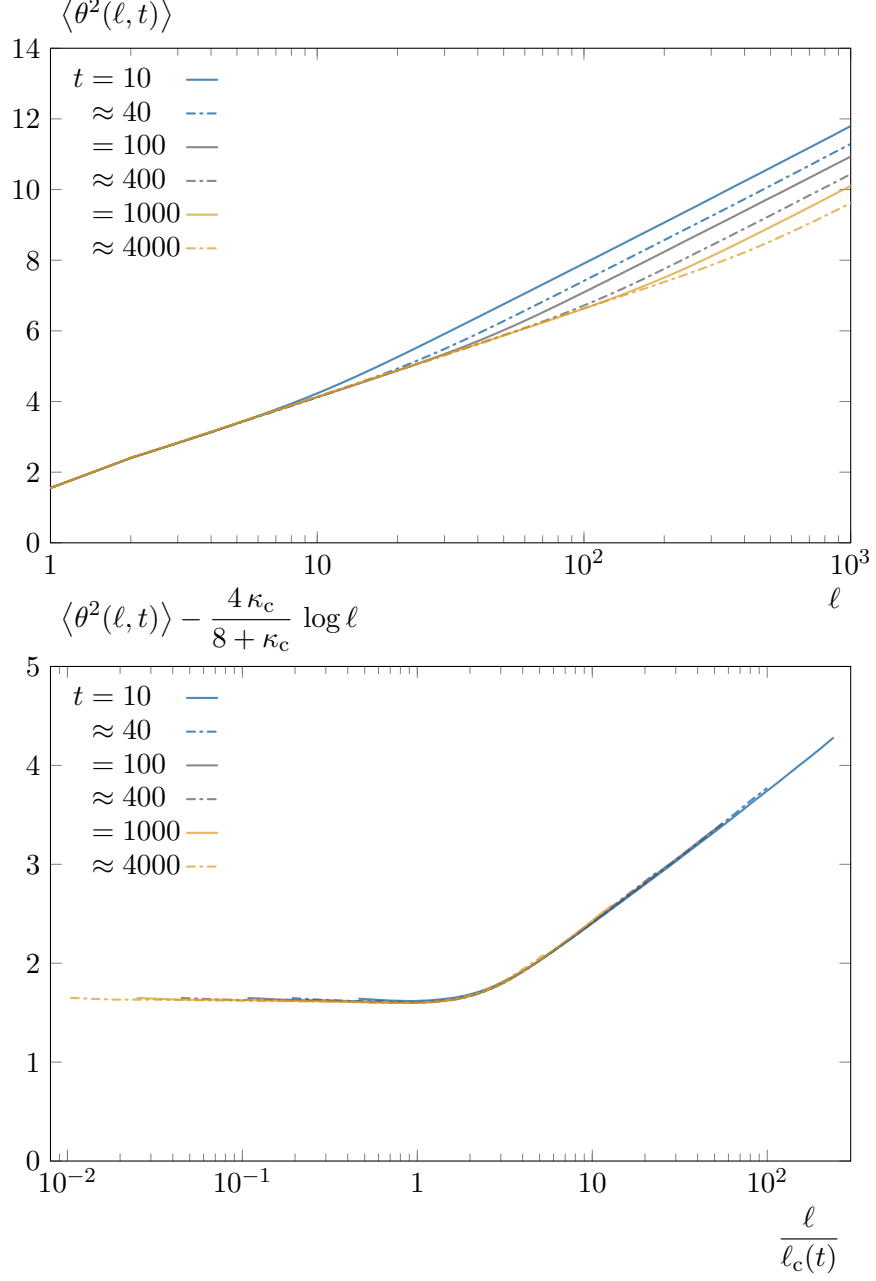 ⟨θ²(ℓ, t)⟩
14
12
10
8
6
4
2
0
t = 10
≈ 40
= 100
≈ 400
= 1000
≈ 4000
1 10 10² 10³
ℓ
⟨θ²(ℓ, t)⟩ − 4 κc / 8 + κc log ℓ
5
4
3
2
1
0
t = 10
≈ 40
= 100
≈ 400
= 1000
≈ 4000
10⁻² 10⁻¹ 1 10 10²
ℓ
ℓc(t)